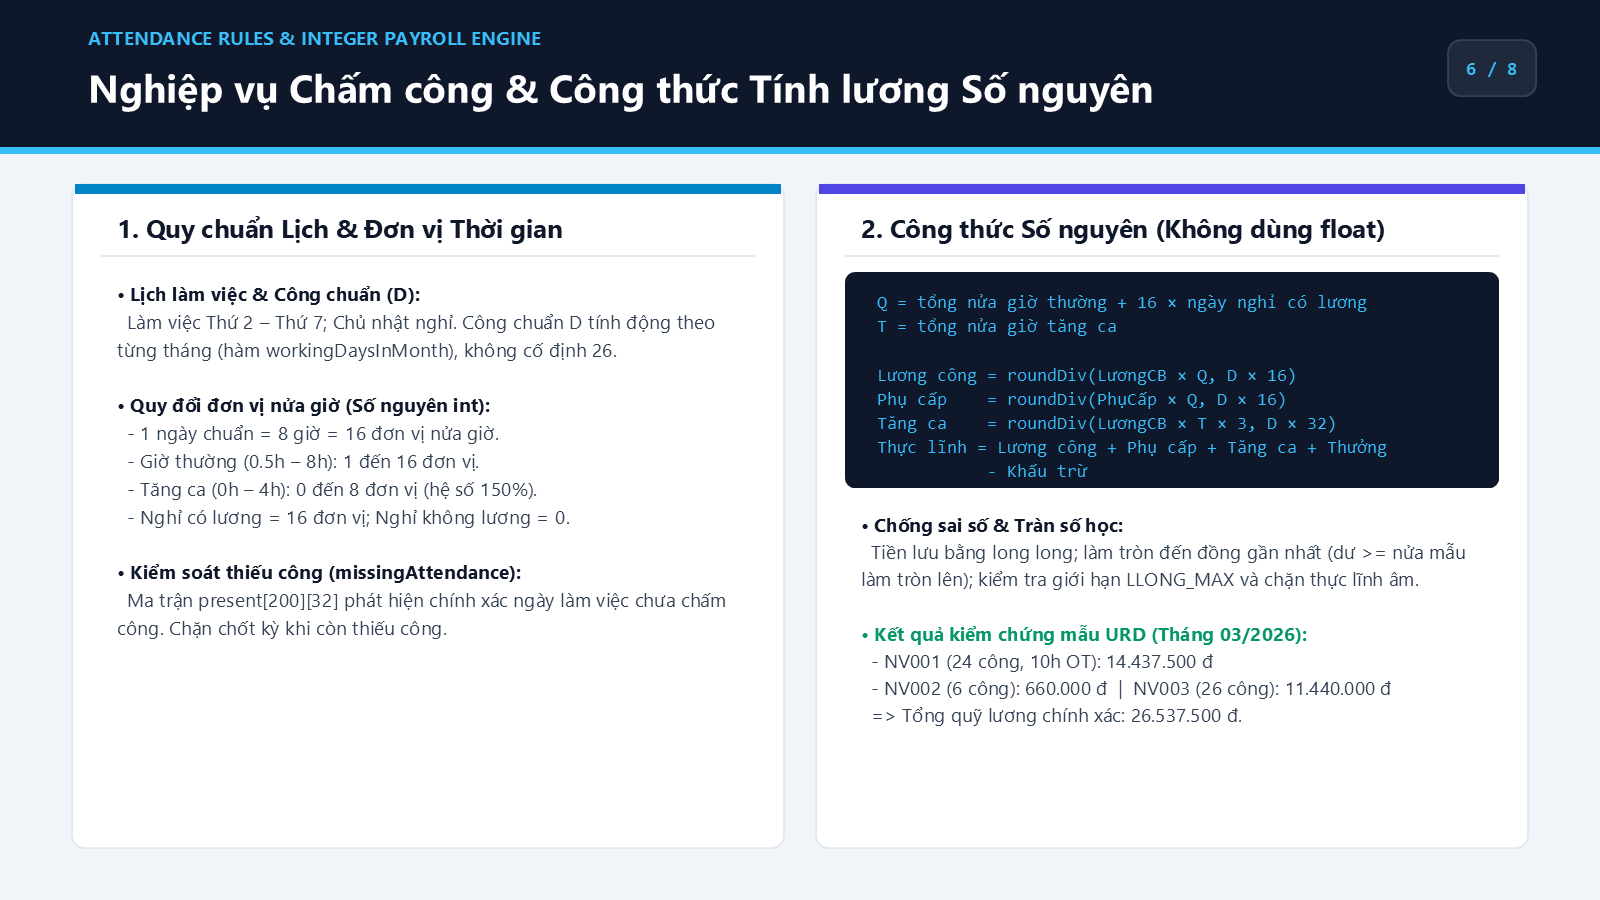 ATTENDANCE RULES & INTEGER PAYROLL ENGINE
Nghiệp vụ Chấm công & Công thức Tính lương Số nguyên
6 / 8
1. Quy chuẩn Lịch & Đơn vị Thời gian
• Lịch làm việc & Công chuẩn (D):
Làm việc Thứ 2 – Thứ 7; Chủ nhật nghỉ. Công chuẩn D tính động theo
từng tháng (hàm workingDaysInMonth), không cố định 26.
• Quy đổi đơn vị nửa giờ (Số nguyên int):
- 1 ngày chuẩn = 8 giờ = 16 đơn vị nửa giờ.
- Giờ thường (0.5h – 8h): 1 đến 16 đơn vị.
- Tăng ca (0h – 4h): 0 đến 8 đơn vị (hệ số 150%).
- Nghỉ có lương = 16 đơn vị; Nghỉ không lương = 0.
• Kiểm soát thiếu công (missingAttendance):
Ma trận present[200][32] phát hiện chính xác ngày làm việc chưa chấm
công. Chặn chốt kỳ khi còn thiếu công.
2. Công thức Số nguyên (Không dùng float)
Q = tổng nửa giờ thường + 16 × ngày nghỉ có lương
T = tổng nửa giờ tăng ca
Lương công = roundDiv(LươngCB × Q, D × 16)
Phụ cấp    = roundDiv(PhụCấp × Q, D × 16)
Tăng ca    = roundDiv(LươngCB × T × 3, D × 32)
Thực lĩnh = Lương công + Phụ cấp + Tăng ca + Thưởng
- Khấu trừ
• Chống sai số & Tràn số học:
Tiền lưu bằng long long; làm tròn đến đồng gần nhất (dư >= nửa mẫu
làm tròn lên); kiểm tra giới hạn LLONG_MAX và chặn thực lĩnh âm.
• Kết quả kiểm chứng mẫu URD (Tháng 03/2026):
- NV001 (24 công, 10h OT): 14.437.500 đ
- NV002 (6 công): 660.000 đ | NV003 (26 công): 11.440.000 đ
=> Tổng quỹ lương chính xác: 26.537.500 đ.